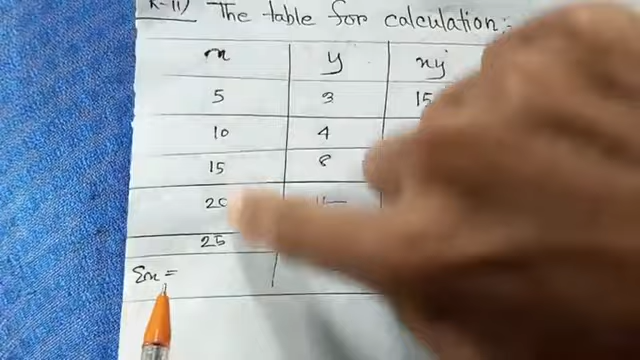 The table for calculation:-
x y xy
5 3 15
10 4
15 8
20
25
Σx =